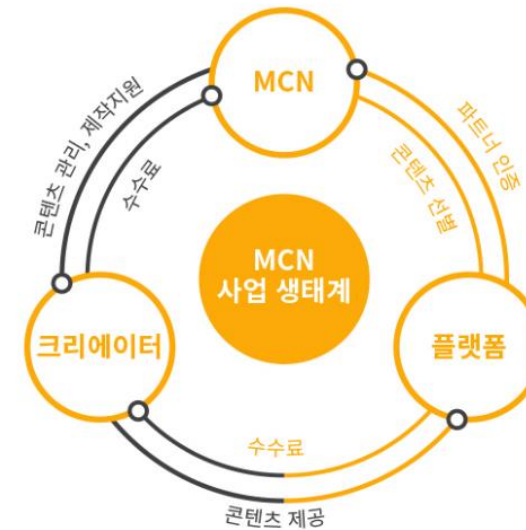 MCN
콘텐츠 관리, 제작지원
수수료
파트너 인증
콘텐츠 선별
MCN
사업 생태계
크리에이터
플랫폼
수수료
콘텐츠 제공